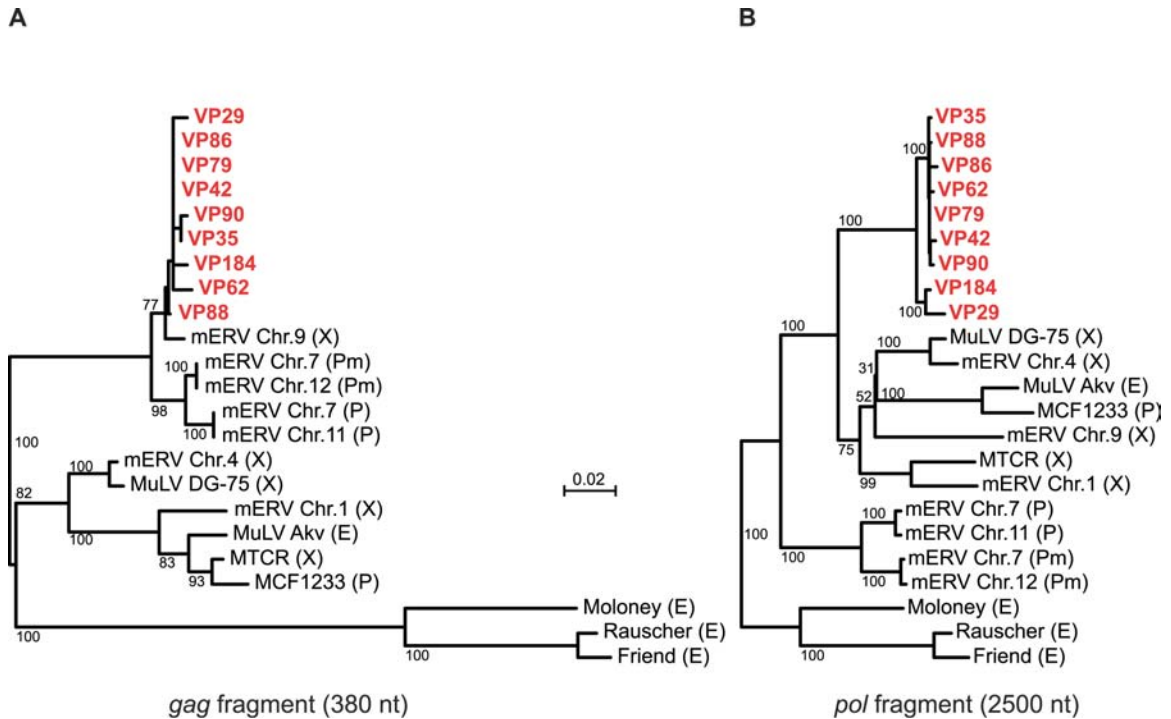 A
VP29
VP86
VP79
VP42
VP90
VP35
VP184
VP62
VP88
mERV Chr.9 (X)
mERV Chr.7 (Pm)
mERV Chr.12 (Pm)
mERV Chr.7 (P)
mERV Chr.11 (P)
mERV Chr.4 (X)
MuLV DG-75 (X)
mERV Chr.1 (X)
MuLV Akv (E)
MTCR (X)
MCF1233 (P)
Moloney (E)
Rauscher (E)
Friend (E)
77
100
98
100
100
82
100
100
83
93
100
100
gag fragment (380 nt)
0.02
B
VP35
VP88
VP86
VP62
VP79
VP42
VP90
VP184
VP29
MuLV DG-75 (X)
mERV Chr.4 (X)
MuLV Akv (E)
MCF1233 (P)
mERV Chr.9 (X)
MTCR (X)
mERV Chr.1 (X)
mERV Chr.7 (P)
mERV Chr.11 (P)
mERV Chr.7 (Pm)
mERV Chr.12 (Pm)
Moloney (E)
Rauscher (E)
Friend (E)
100
100
100
100
100
31
52
100
75
99
100
100
100
100
100
pol fragment (2500 nt)